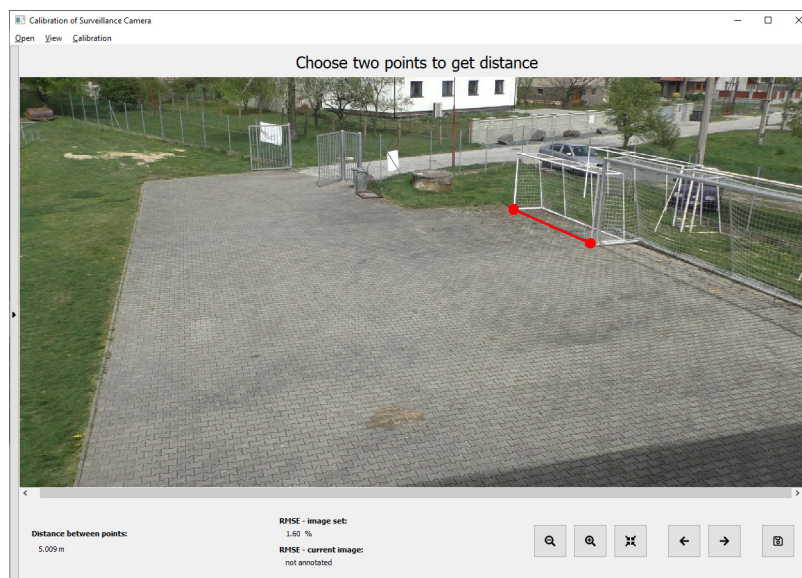 Calibration of Surveillance Camera
Open View Calibration
Choose two points to get distance
Distance between points:
5.009 m
RMSE - image set:
1.60 %
RMSE - current image:
not annotated